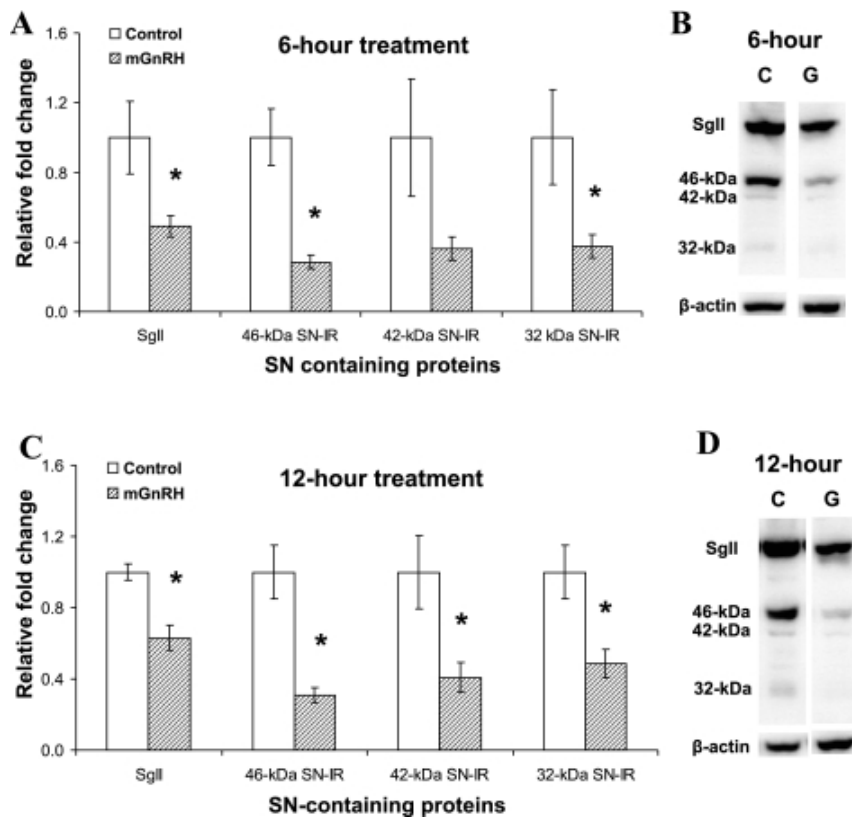 A
1.6
1.2
0.8
0.4
0.0
Relative fold change
Control
mGnRH
6-hour treatment
*
*
*
SgII
46-kDa SN-IR
42-kDa SN-IR
32 kDa SN-IR
SN containing proteins
B
6-hour
C G
SgII
46-kDa
42-kDa
32-kDa
β-actin
C
1.6
1.2
0.8
0.4
0.0
Relative fold change
Control
mGnRH
12-hour treatment
*
*
*
*
SgII
46-kDa SN-IR
42-kDa SN-IR
32-kDa SN-IR
SN-containing proteins
D
12-hour
C G
SgII
46-kDa
42-kDa
32-kDa
β-actin